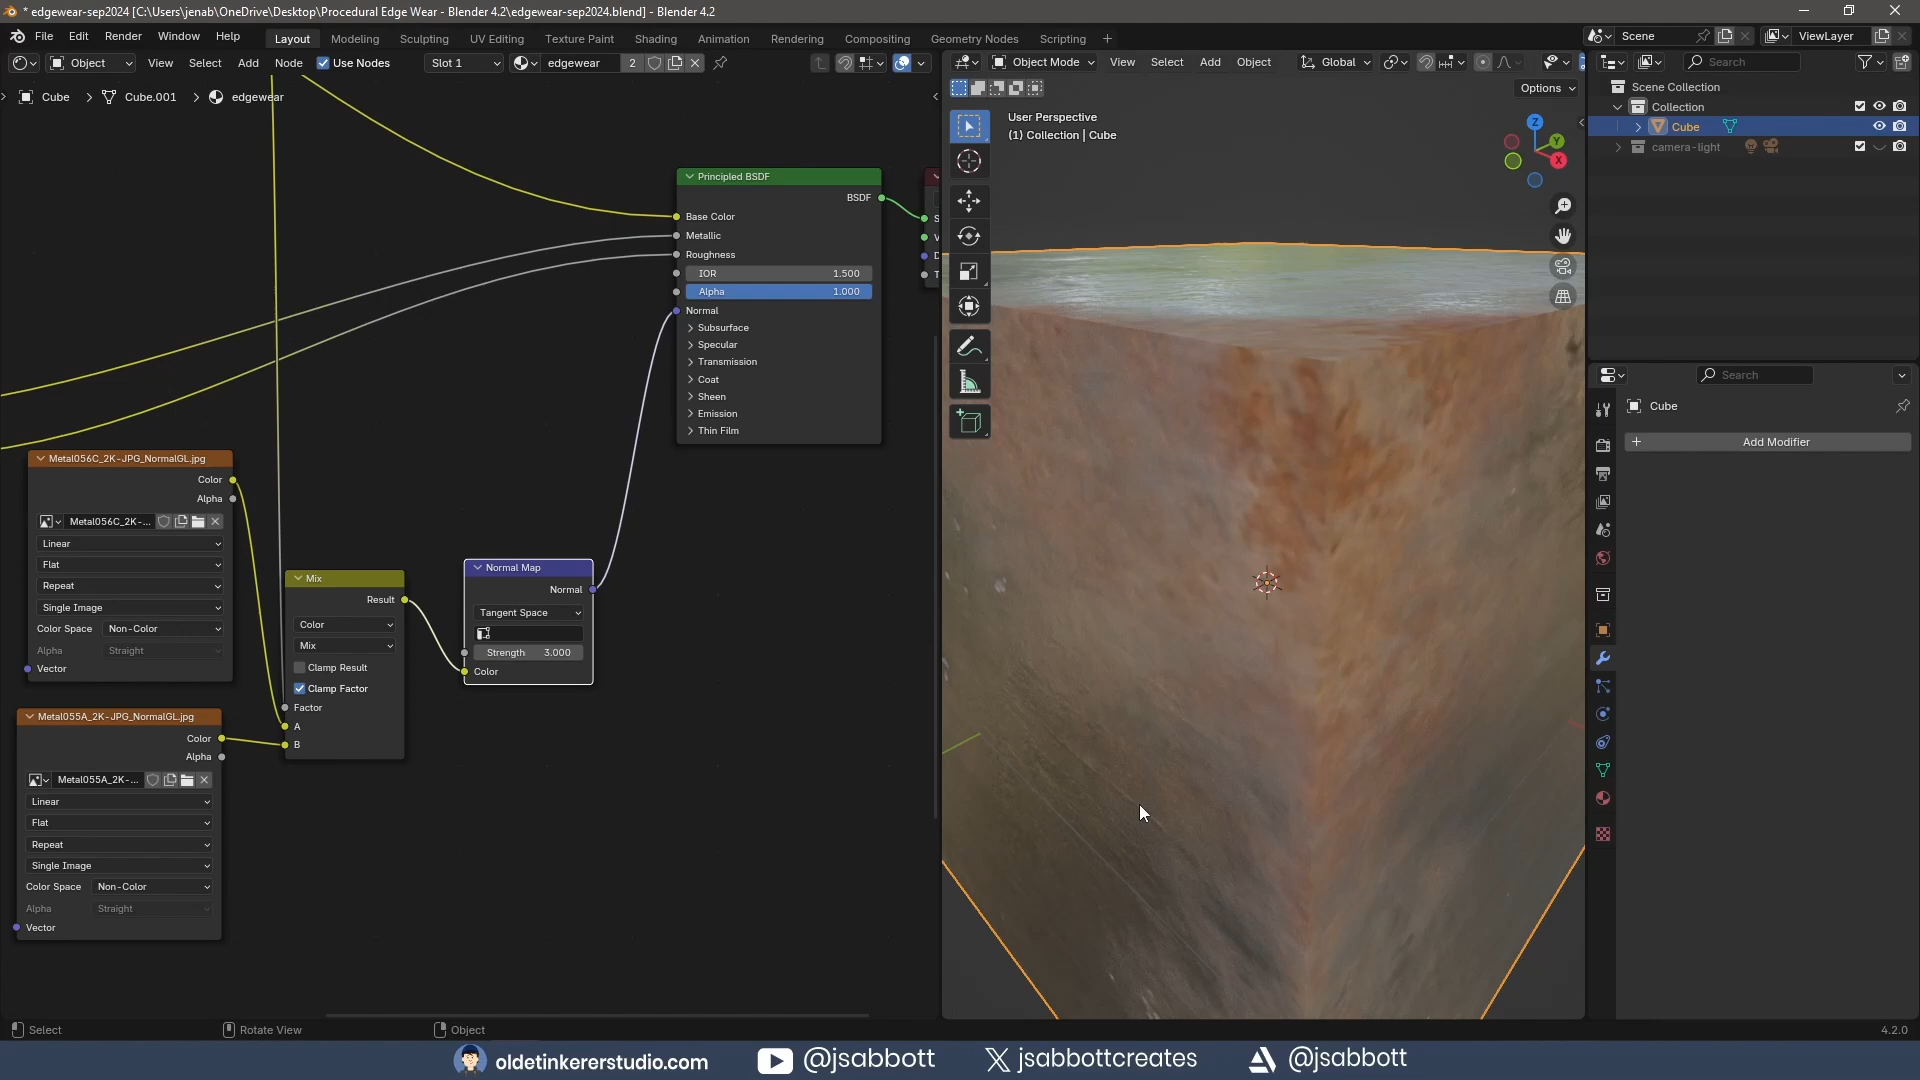 * edgewear-sep2024 [C:\Users\jenab\OneDrive\Desktop\Procedural Edge Wear - Blender 4.2\edgewear-sep2024.blend] - Blender 4.2
File Edit Render Window Help Layout Modeling Sculpting UV Editing Texture Paint Shading Animation Rendering Compositing Geometry Nodes Scripting + Scene ViewLayer
Object View Select Add Node Use Nodes Slot 1 edgewear 2
Object Mode View Select Add Object Global
Search
Cube > Cube.001 > edgewear
Options
Scene Collection
Collection
Cube
camera-light
User Perspective
(1) Collection | Cube
Z
Y
X
Principled BSDF
BSDF
Base Color
Metallic
Roughness
IOR 1.500
Alpha 1.000
Normal
Subsurface
Specular
Transmission
Coat
Sheen
Emission
Thin Film
S
V
D
T
Search
Cube
+ Add Modifier
Metal056C_2K-JPG_NormalGL.jpg
Color
Alpha
Metal056C_2K-...
Linear
Flat
Repeat
Single Image
Color Space Non-Color
Alpha Straight
Vector
Mix
Result
Color
Mix
Clamp Result
Clamp Factor
Factor
A
B
Normal Map
Normal
Tangent Space
Strength 3.000
Color
Metal055A_2K-JPG_NormalGL.jpg
Color
Alpha
Metal055A_2K-...
Linear
Flat
Repeat
Single Image
Color Space Non-Color
Alpha Straight
Vector
Select Rotate View Object 4.2.0
oldetinkererstudio.com @jsabbott jsabbottcreates @jsabbott